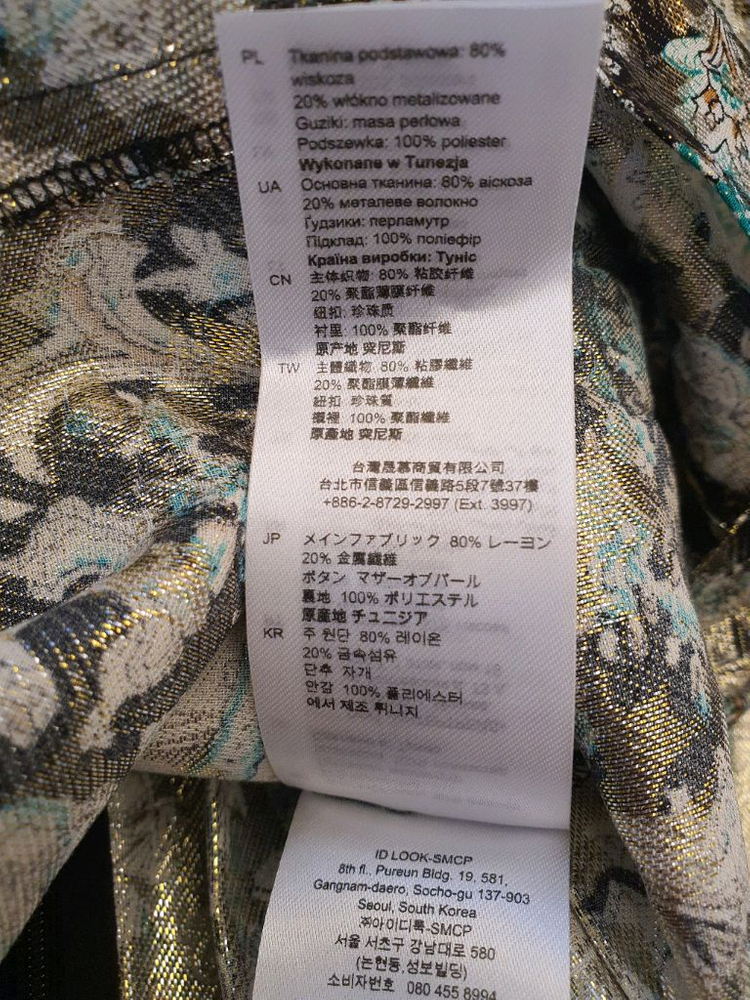 PL Tkanina podstawowa: 80%
wiskoza
20% włókno metalizowane
Guziki: masa perłowa
Podszewka: 100% poliester
Wykonane w Tunezja
UA Основна тканина: 80% віскоза
20% металеве волокно
Ґудзики: перламутр
Підклад: 100% поліефір
Країна виробки: Туніс
CN 主体织物: 80% 粘胶纤维
20% 聚酯薄膜纤维
纽扣: 珍珠质
衬里: 100% 聚酯纤维
原产地 突尼斯
TW 主體織物 80% 粘膠纖維
20% 聚酯膜薄纖維
紐扣 珍珠質
襯裡 100% 聚酯纖維
原產地 突尼斯
台灣晟慕商貿有限公司
台北市信義區信義路5段7號37樓
+886-2-8729-2997 (Ext. 3997)
JP メインファブリック 80% レーヨン
20% 金属繊維
ボタン マザーオブパール
裏地 100% ポリエステル
原産地 チュニジア
KR 주 원단 80% 레이온
20% 금속섬유
단추 자개
안감 100% 폴리에스터
에서 제조 튀니지
ID LOOK-SMCP
8th fl., Pureun Bldg. 19, 581,
Gangnam-daero, Socho-gu 137-903
Seoul, South Korea
㈜아이디룩-SMCP
서울 서초구 강남대로 580
(논현동,성보빌딩)
소비자번호 080 455 8994